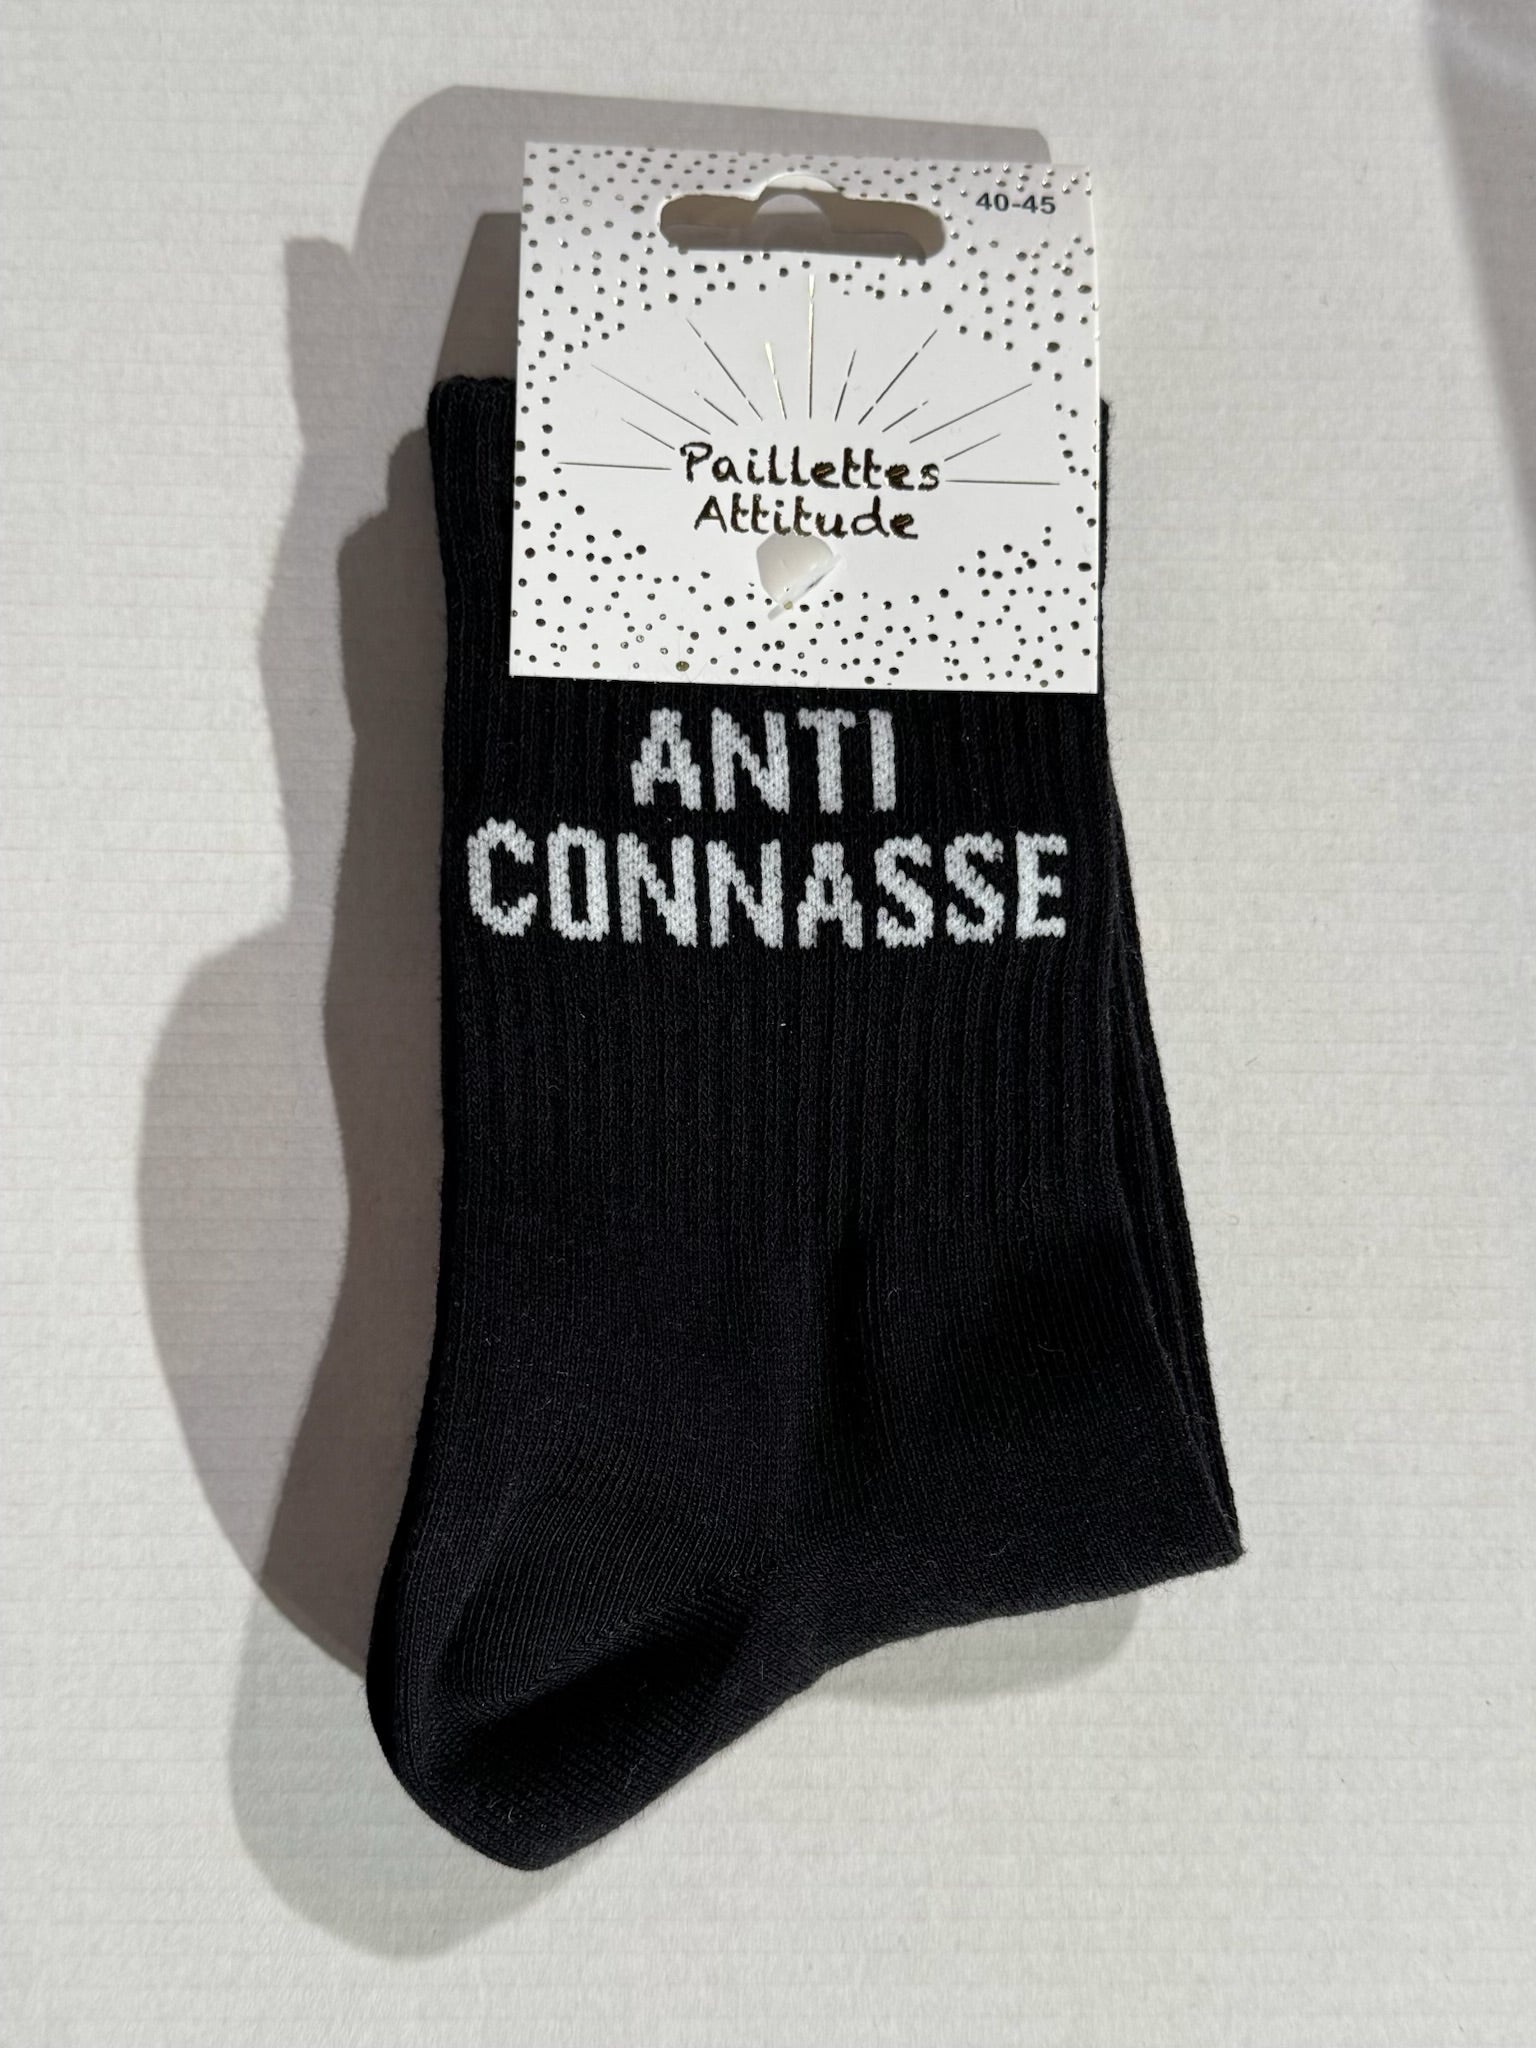 40-45
Paillettes
Attitude
ANTI
CONNASSE